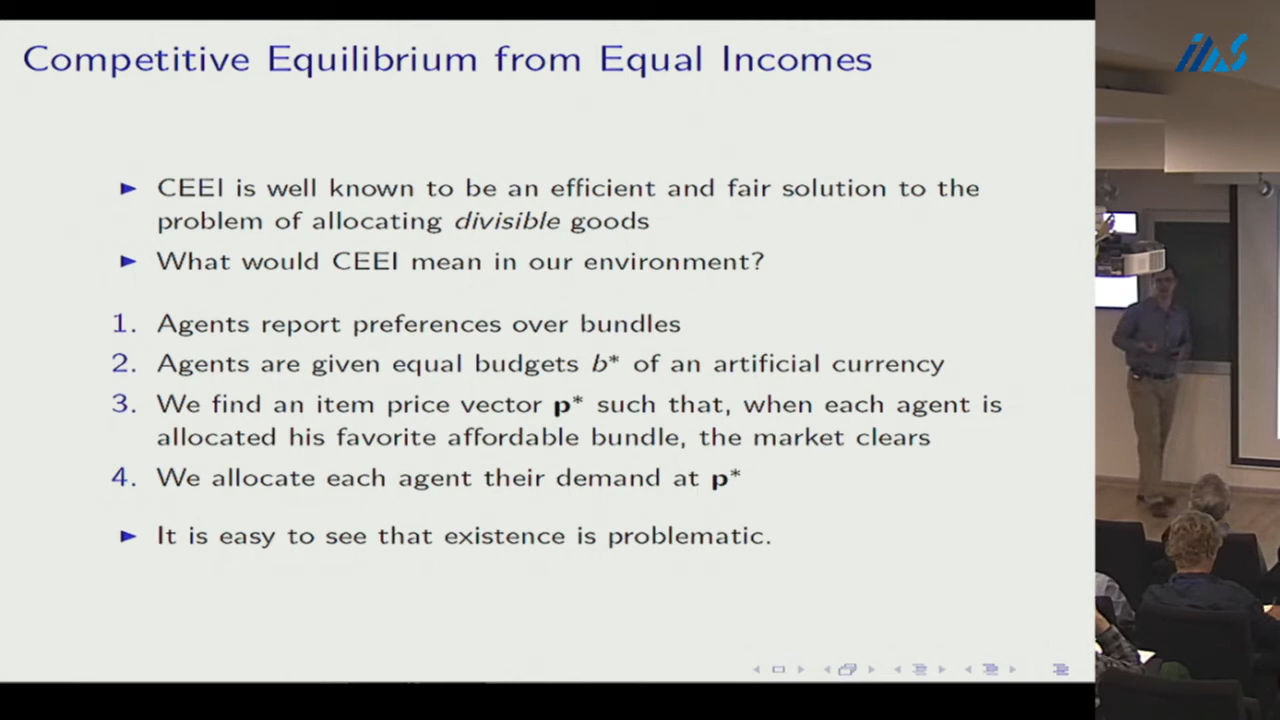 Competitive Equilibrium from Equal Incomes
IIAS
► CEEI is well known to be an efficient and fair solution to the
problem of allocating divisible goods
► What would CEEI mean in our environment?
1. Agents report preferences over bundles
2. Agents are given equal budgets b* of an artificial currency
3. We find an item price vector p* such that, when each agent is
allocated his favorite affordable bundle, the market clears
4. We allocate each agent their demand at p*
► It is easy to see that existence is problematic.